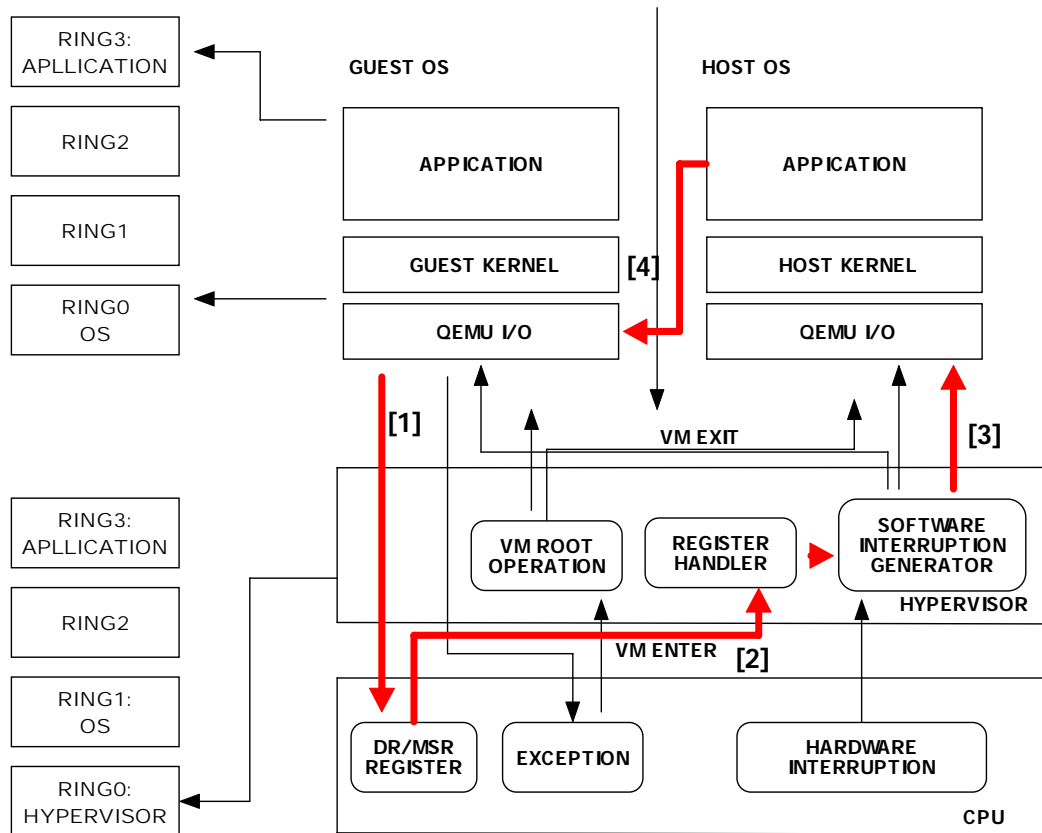 RING3:
APLLICATION
RING2
RING1
RING0
OS
GUEST OS
HOST OS
APPICATION
APPICATION
GUEST KERNEL
[4]
HOST KERNEL
QEMU I/O
QEMU I/O
[1]
VM EXIT
[3]
RING3:
APLLICATION
RING2
RING1:
OS
RING0:
HYPERVISOR
VM ROOT
OPERATION
REGISTER
HANDLER
SOFTWARE
INTERRUPTION
GENERATOR
HYPERVISOR
VM ENTER
[2]
DR/MSR
REGISTER
EXCEPTION
HARDWARE
INTERRUPTION
CPU